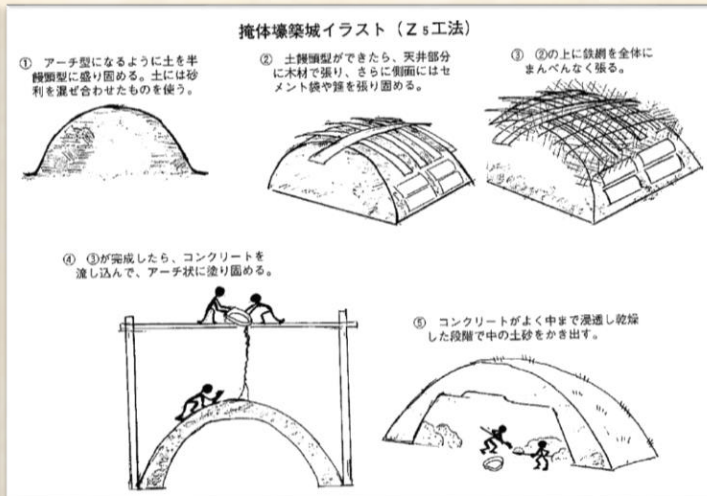 掩体壕築城イラスト（Z５工法）
① アーチ型になるように土を半
饅頭型に盛り固める。土には砂
利を混ぜ合わせたものを使う。
② 土饅頭型ができたら、天井部分
に木材で張り、さらに側面にはセ
メント袋や筵を張り固める。
③ ②の上に鉄網を全体に
まんべんなく張る。
④ ③が完成したら、コンクリートを
流し込んで、アーチ状に塗り固める。
⑤ コンクリートがよく中まで浸透し乾燥
した段階で中の土砂をかき出す。